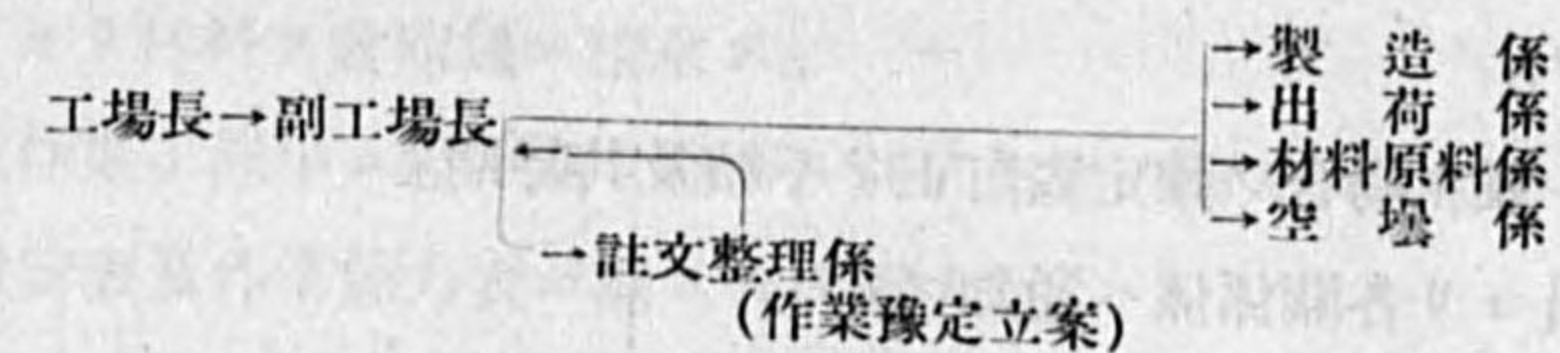 工場長→副工場長
→製造係
→出荷係
→材料原料係
→空壜係
→註文整理係
(作業豫定立案)